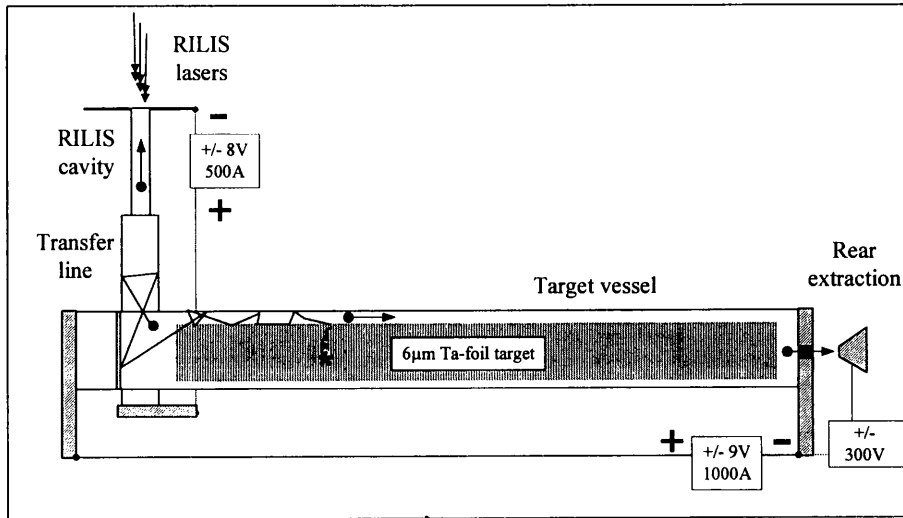 RILIS
lasers
RILIS
cavity
−
+/- 8V
500A
+
Transfer
line
Target vessel
Rear
extraction
6μm Ta-foil target
+
−
+/- 9V
1000A
+/-
300V